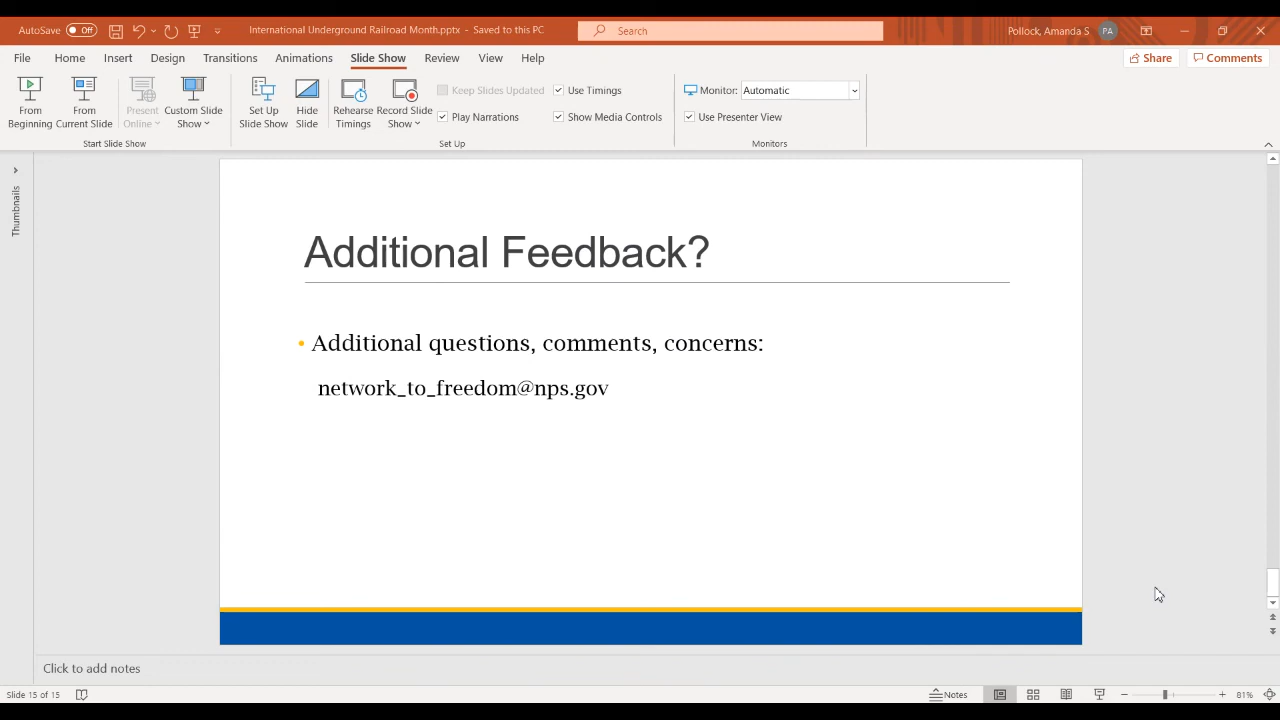 AutoSave Off International Underground Railroad Month.pptx - Saved to this PC Search Pollock, Amanda S PA
File Home Insert Design Transitions Animations Slide Show Review View Help Share Comments
From Beginning
From Current Slide
Present Online
Custom Slide Show
Set Up Slide Show
Hide Slide
Rehearse Timings
Record Slide Show
Keep Slides Updated
Play Narrations
Use Timings
Show Media Controls
Monitor: Automatic
Use Presenter View
Start Slide Show Set Up Monitors
Thumbnails
Additional Feedback?
• Additional questions, comments, concerns:
network_to_freedom@nps.gov
Click to add notes
Slide 15 of 15 Notes 81%